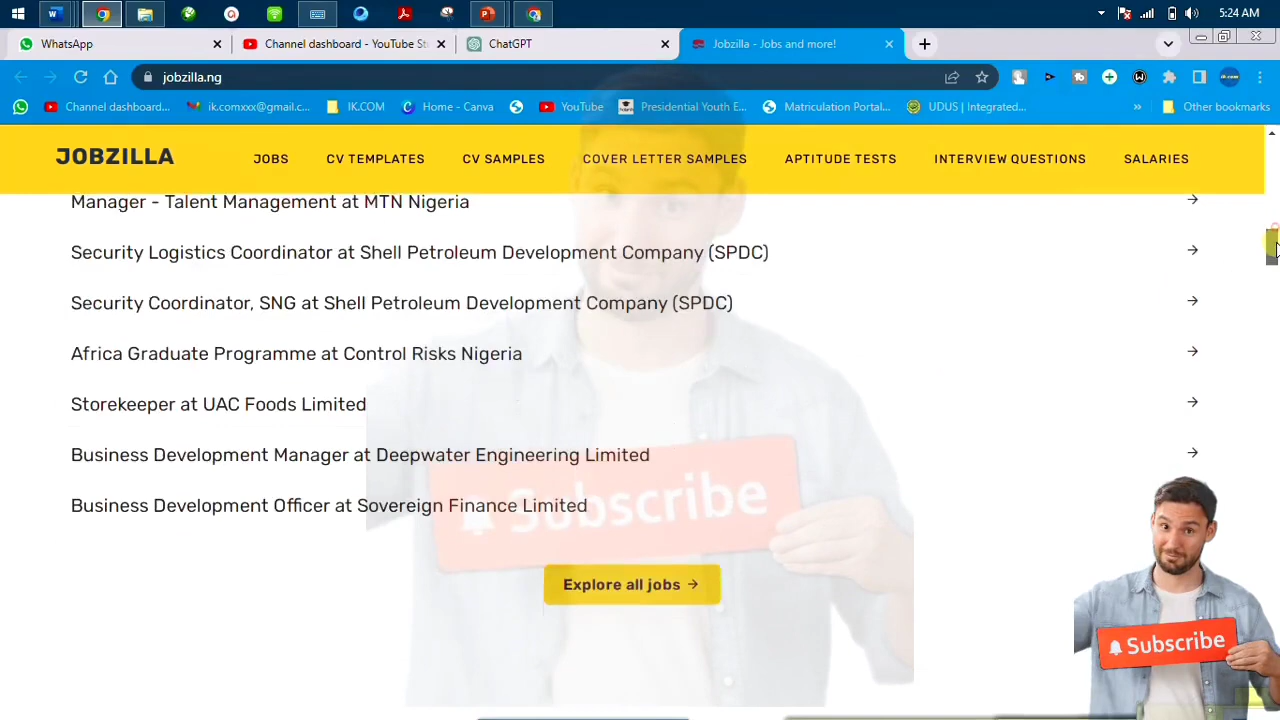 5:24 AM
WhatsApp
Channel dashboard - YouTube St
ChatGPT
Jobzilla - Jobs and more!
jobzilla.ng
Channel dashboard...
ik.comxxx@gmail.c...
IK.COM
Home - Canva
YouTube
Presidential Youth E...
Matriculation Portal...
UDUS | Integrated...
»
Other bookmarks
JOBZILLA
JOBS
CV TEMPLATES
CV SAMPLES
COVER LETTER SAMPLES
APTITUDE TESTS
INTERVIEW QUESTIONS
SALARIES
Manager - Talent Management at MTN Nigeria
Security Logistics Coordinator at Shell Petroleum Development Company (SPDC)
Security Coordinator, SNG at Shell Petroleum Development Company (SPDC)
Africa Graduate Programme at Control Risks Nigeria
Storekeeper at UAC Foods Limited
Business Development Manager at Deepwater Engineering Limited
Business Development Officer at Sovereign Finance Limited
Subscribe
Explore all jobs →
Subscribe